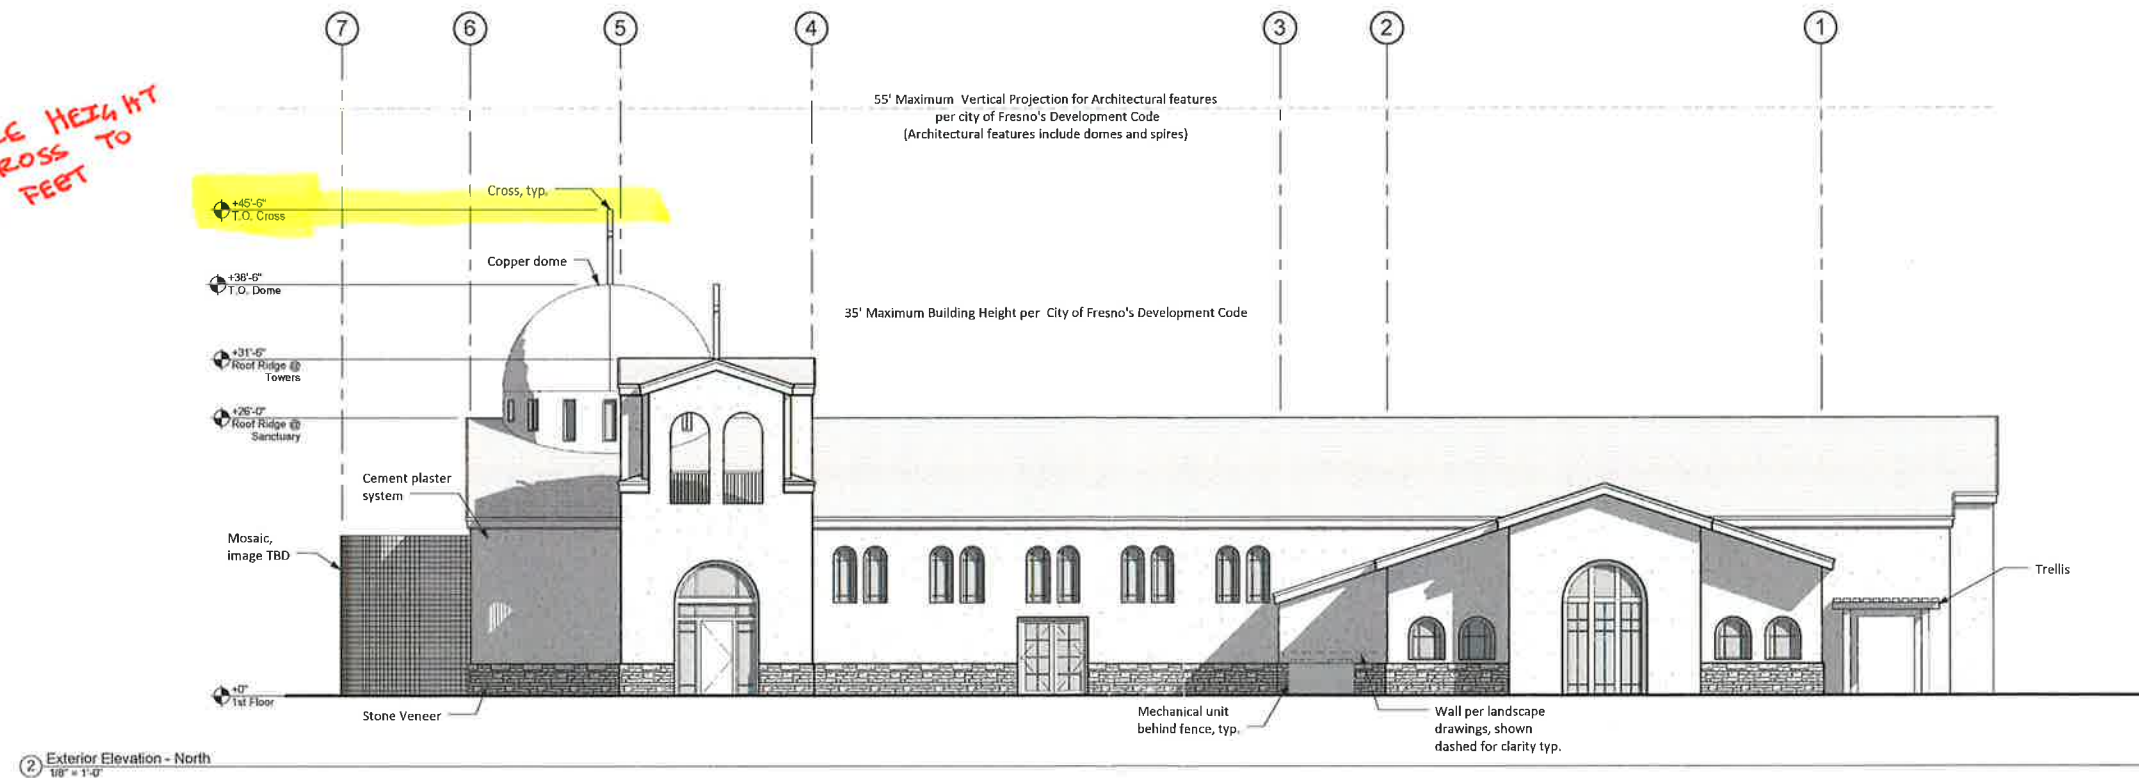 7 6 5 4 3 2 1
HEIGHT
TO
FEET
55' Maximum Vertical Projection for Architectural features
per city of Fresno's Development Code
(Architectural features include domes and spires)
Cross, typ.
+45'-6"
T.O. Cross
Copper dome
+38'-6"
T.O. Dome
35' Maximum Building Height per City of Fresno's Development Code
+31'-6"
Roof Ridge @
Towers
+26'-0"
Roof Ridge @
Sanctuary
Cement plaster
system
Mosaic,
image TBD
Trellis
+0"
1st Floor
Stone Veneer
Mechanical unit
behind fence, typ.
Wall per landscape
drawings, shown
dashed for clarity typ.
2 Exterior Elevation - North
1/8" = 1'-0"